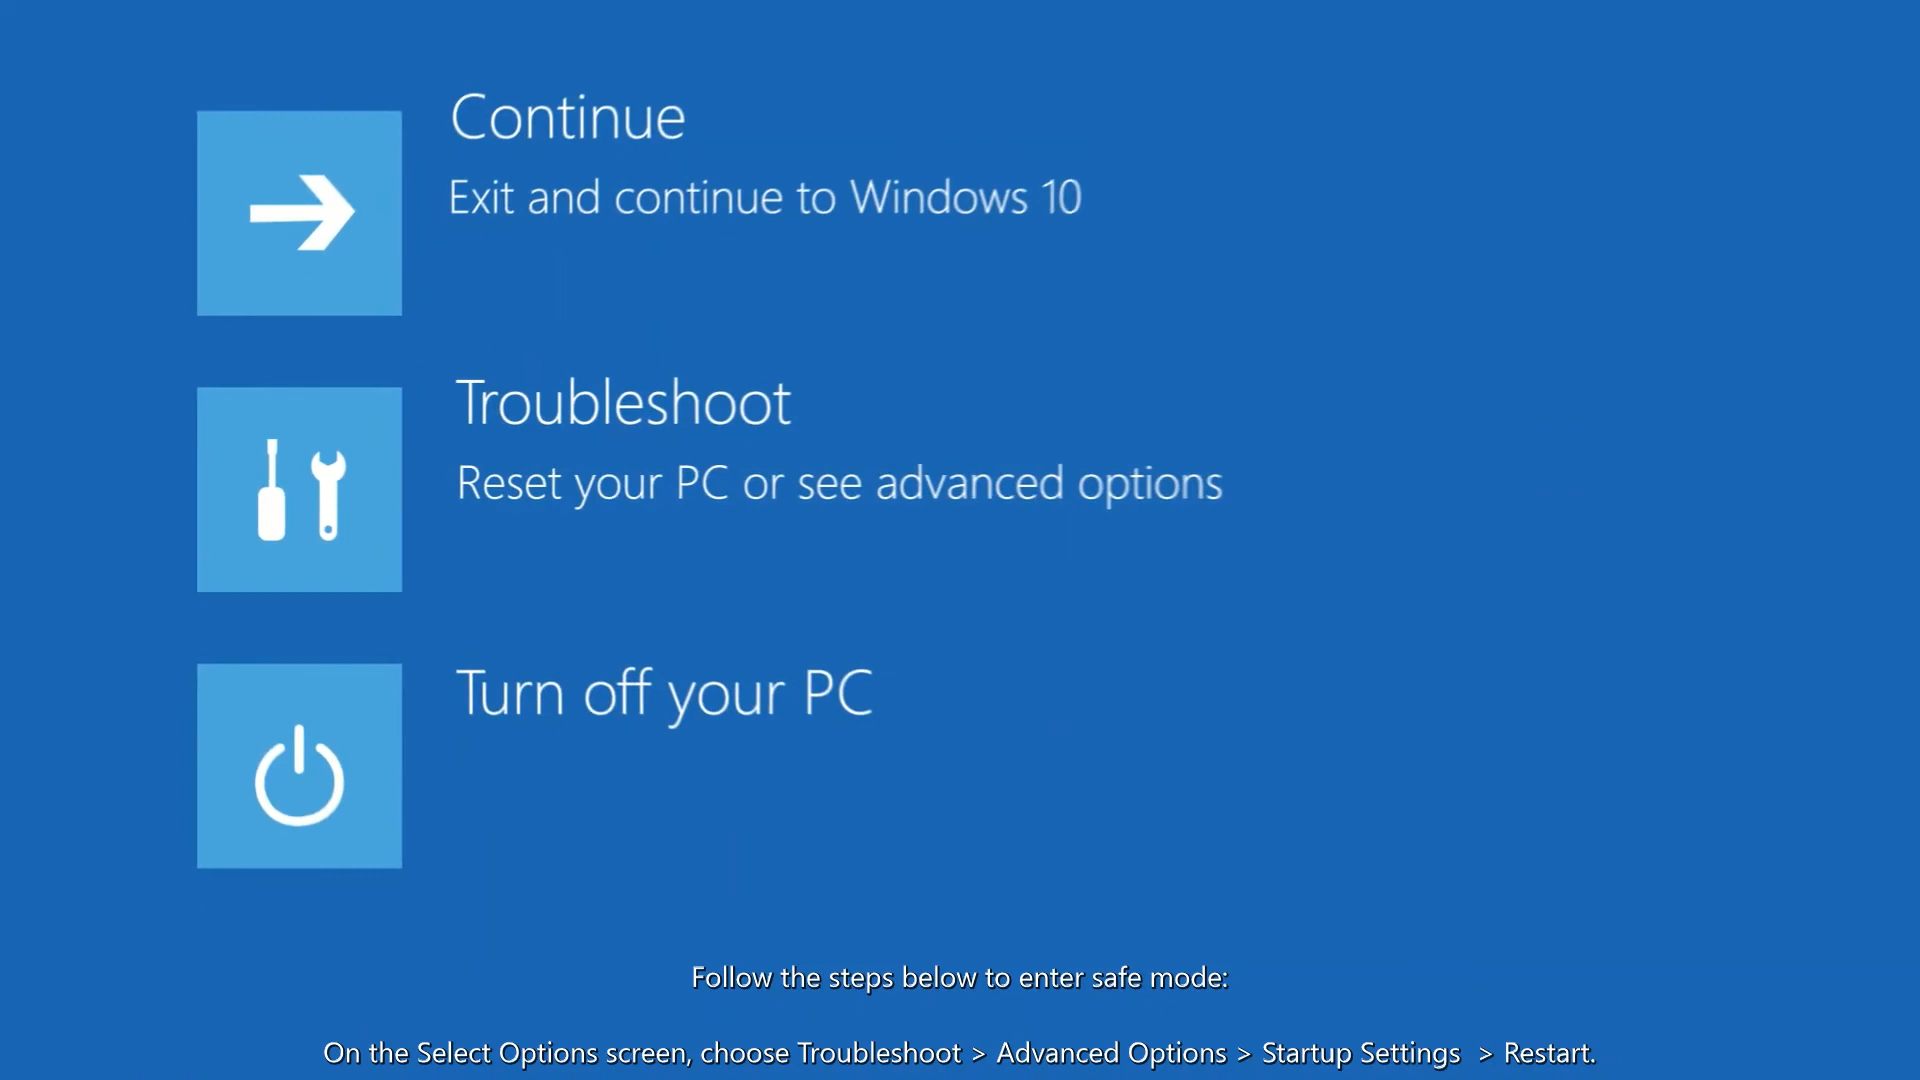 Continue
Exit and continue to Windows 10
Troubleshoot
Reset your PC or see advanced options
Turn off your PC
Follow the steps below to enter safe mode:
On the Select Options screen, choose Troubleshoot > Advanced Options > Startup Settings  > Restart.